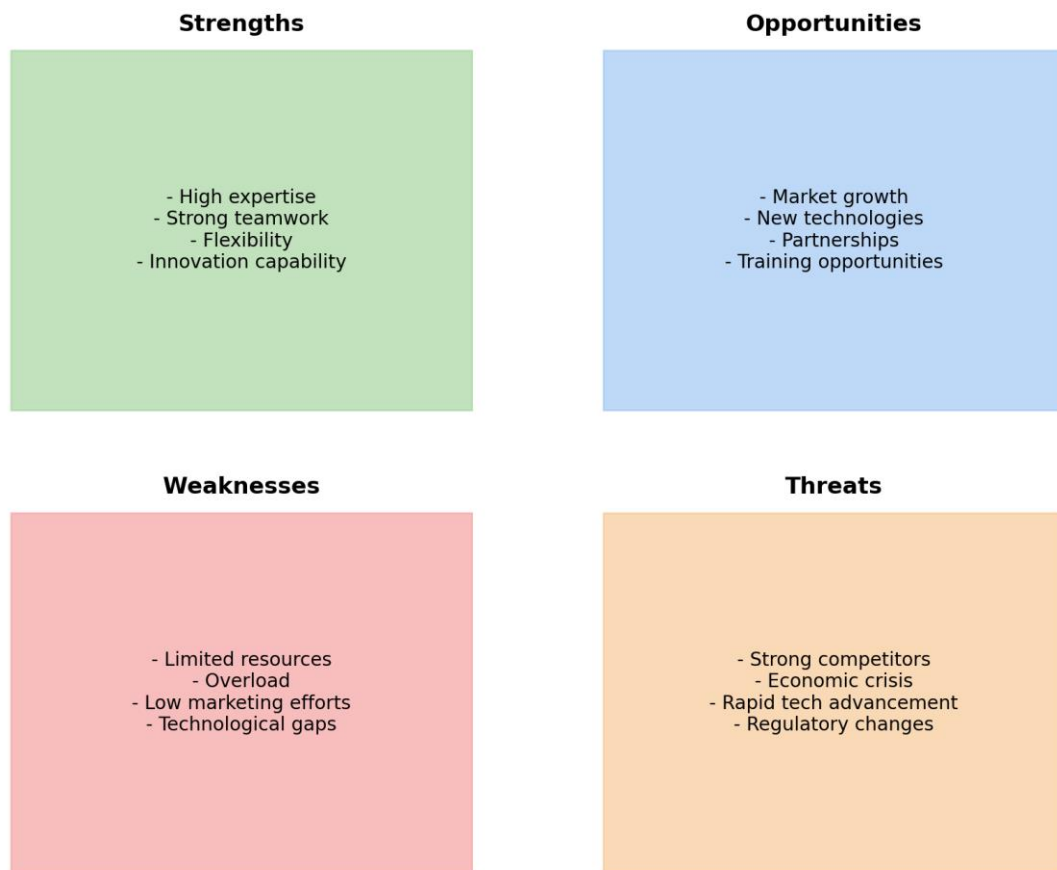 Strengths
- High expertise
- Strong teamwork
- Flexibility
- Innovation capability
Opportunities
- Market growth
- New technologies
- Partnerships
- Training opportunities
Weaknesses
- Limited resources
- Overload
- Low marketing efforts
- Technological gaps
Threats
- Strong competitors
- Economic crisis
- Rapid tech advancement
- Regulatory changes